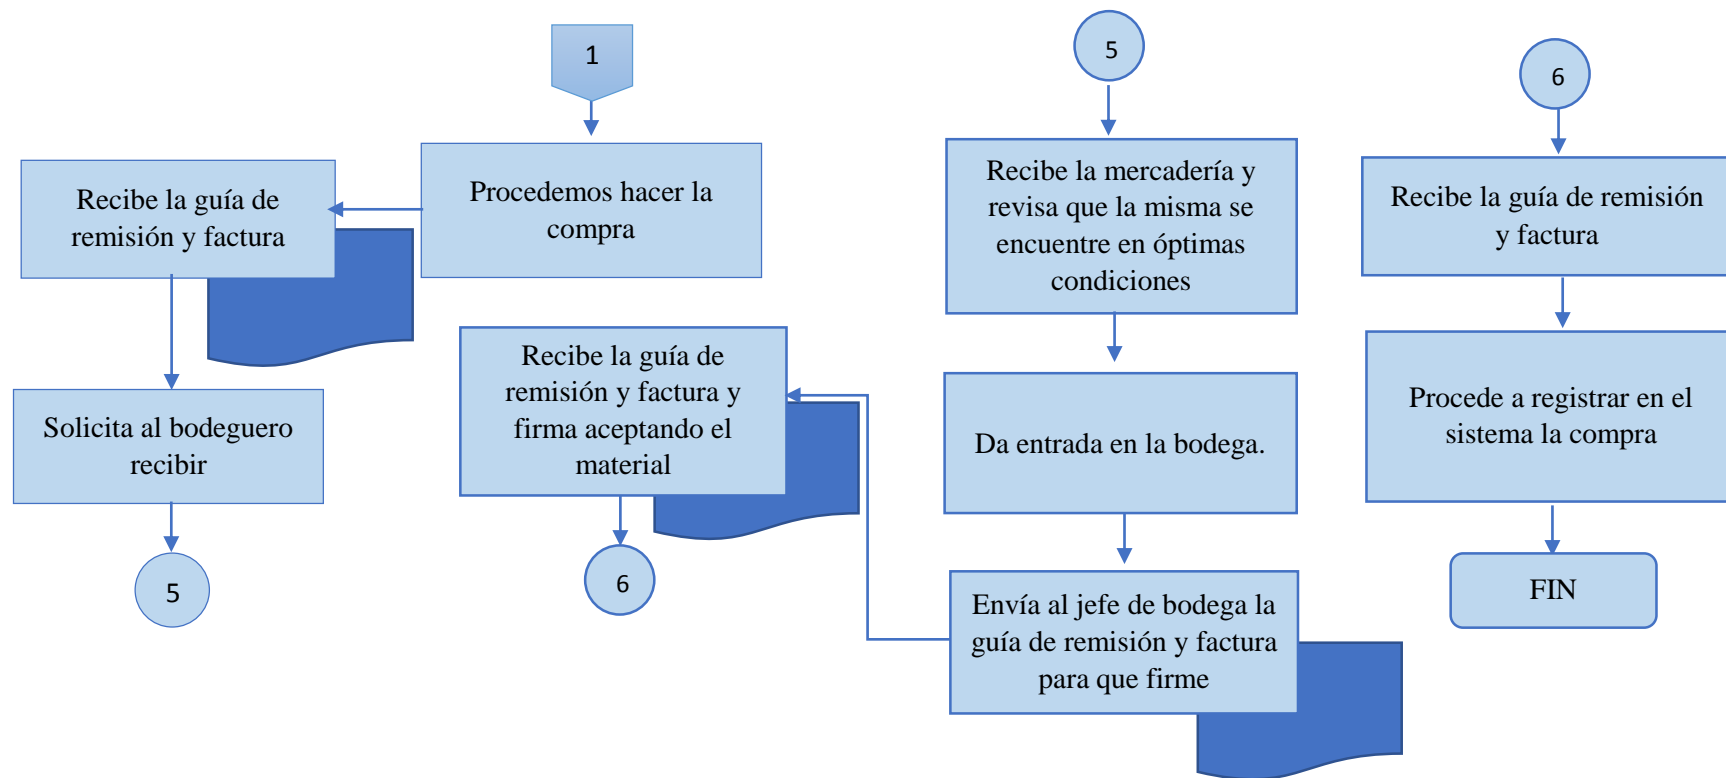 1
Procedemos hacer la
compra
Recibe la guía de
remisión y factura
Solicita al bodeguero
recibir
5
Recibe la guía de
remisión y factura y
firma aceptando el
material
6
5
Recibe la mercadería y
revisa que la misma se
encuentre en óptimas
condiciones
Da entrada en la bodega.
Envía al jefe de bodega la
guía de remisión y factura
para que firme
6
Recibe la guía de remisión
y factura
Procede a registrar en el
sistema la compra
FIN